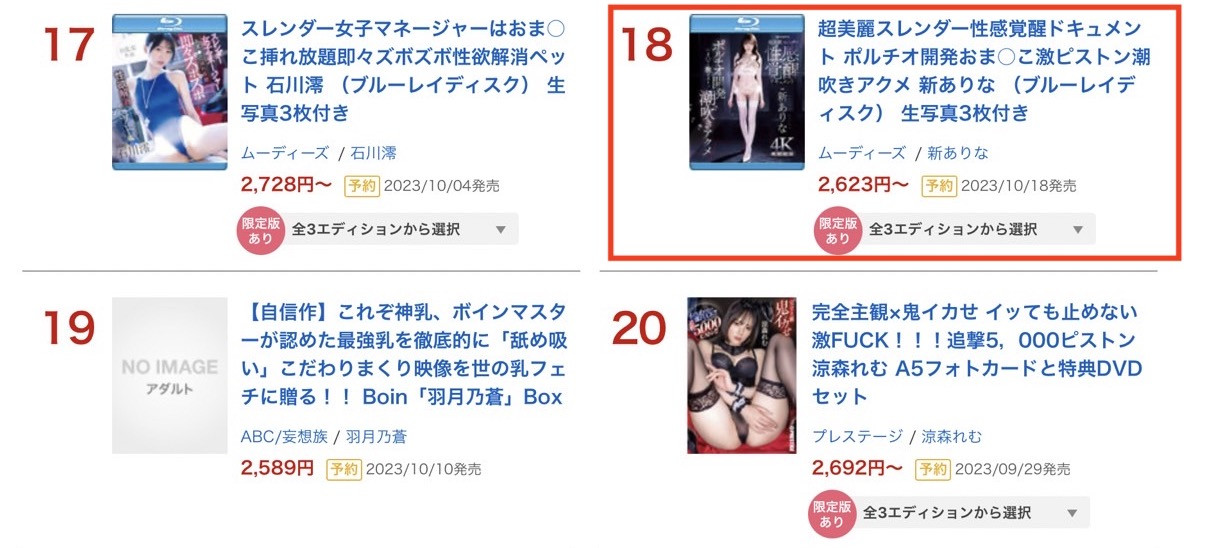 17
スレンダー女子マネージャーはおま〇
こ挿れ放題即々ズボズボ性欲解消ペッ
ト 石川澪 （ブルーレイディスク） 生
写真3枚付き
ムーディーズ / 石川澪
2,728円～ 予約 2023/10/04発売
限定版
あり
全3エディションから選択 ▼
18
超美麗スレンダー性感覚醒ドキュメン
ト ポルチオ開発おま〇こ激ピストン潮
吹きアクメ 新ありな （ブルーレイデ
ィスク） 生写真3枚付き
ムーディーズ / 新ありな
2,623円～ 予約 2023/10/18発売
限定版
あり
全3エディションから選択 ▼
新ありな
潮吹きアクメ
4K
19
NO IMAGE
アダルト
【自信作】これぞ神乳、ボインマスタ
ーが認めた最強乳を徹底的に「舐め吸
い」こだわりまくり映像を世の乳フェ
チに贈る！！ Boin「羽月乃蒼」Box
ABC/妄想族 / 羽月乃蒼
2,589円 予約 2023/10/10発売
20
完全主観×鬼イカせ イッても止めない
激FUCK！！！追撃5，000ピストン
涼森れむ A5フォトカードと特典DVD
セット
プレステージ / 涼森れむ
2,692円～ 予約 2023/09/29発売
限定版
あり
全3エディションから選択 ▼